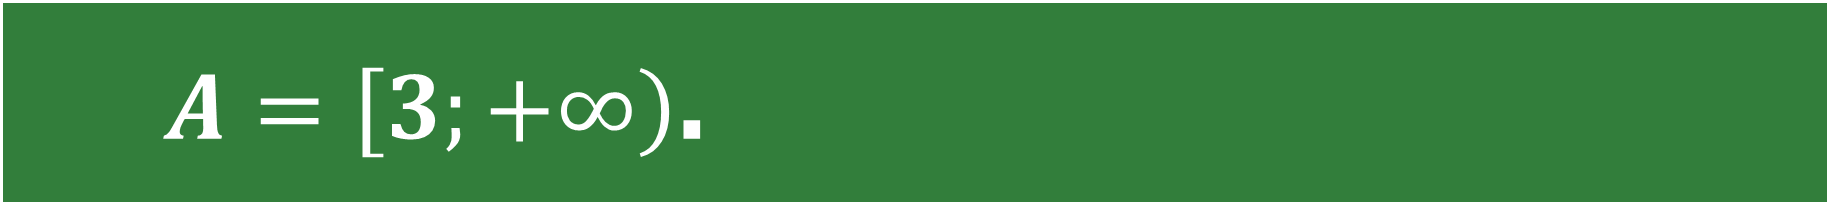 A = [3; +∞).